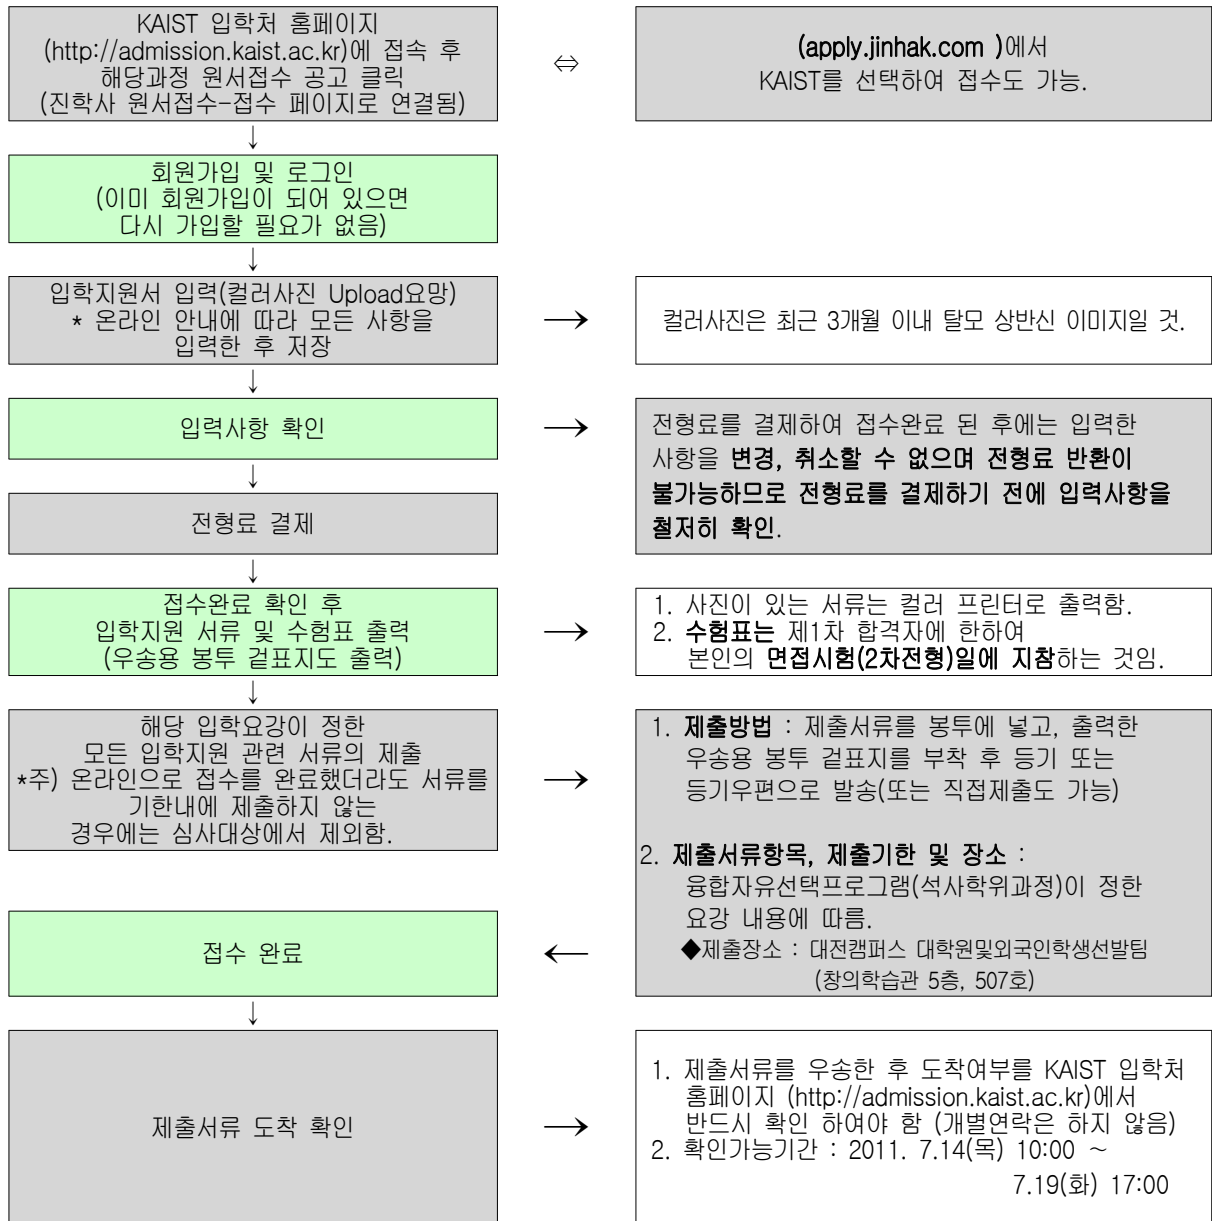 KAIST 입학처 홈페이지
(http://admission.kaist.ac.kr)에 접속 후
해당과정 원서접수 공고 클릭
(진학사 원서접수-접수 페이지로 연결됨)
⇔
(apply.jinhak.com )에서
KAIST를 선택하여 접수도 가능.
↓
회원가입 및 로그인
(이미 회원가입이 되어 있으면
다시 가입할 필요가 없음)
↓
입학지원서 입력(컬러사진 Upload요망)
* 온라인 안내에 따라 모든 사항을
입력한 후 저장
→
컬러사진은 최근 3개월 이내 탈모 상반신 이미지일 것.
↓
입력사항 확인
→
전형료를 결제하여 접수완료 된 후에는 입력한
사항을 변경, 취소할 수 없으며 전형료 반환이
불가능하므로 전형료를 결제하기 전에 입력사항을
철저히 확인.
↓
전형료 결제
↓
접수완료 확인 후
입학지원 서류 및 수험표 출력
(우송용 봉투 겉표지도 출력)
→
1. 사진이 있는 서류는 컬러 프린터로 출력함.
2. 수험표는 제1차 합격자에 한하여
본인의 면접시험(2차전형)일에 지참하는 것임.
↓
해당 입학요강이 정한
모든 입학지원 관련 서류의 제출
*주) 온라인으로 접수를 완료했더라도 서류를
기한내에 제출하지 않는
경우에는 심사대상에서 제외함.
→
1. 제출방법 : 제출서류를 봉투에 넣고, 출력한
우송용 봉투 겉표지를 부착 후 등기 또는
등기우편으로 발송(또는 직접제출도 가능)
2. 제출서류항목, 제출기한 및 장소 :
융합자유선택프로그램(석사학위과정)이 정한
요강 내용에 따름.
◆제출장소 : 대전캠퍼스 대학원및외국인학생선발팀
(창의학습관 5층, 507호)
접수 완료
←
↓
제출서류 도착 확인
→
1. 제출서류를 우송한 후 도착여부를 KAIST 입학처
홈페이지 (http://admission.kaist.ac.kr)에서
반드시 확인 하여야 함 (개별연락은 하지 않음)
2. 확인가능기간 : 2011. 7.14(목) 10:00 ~
7.19(화) 17:00